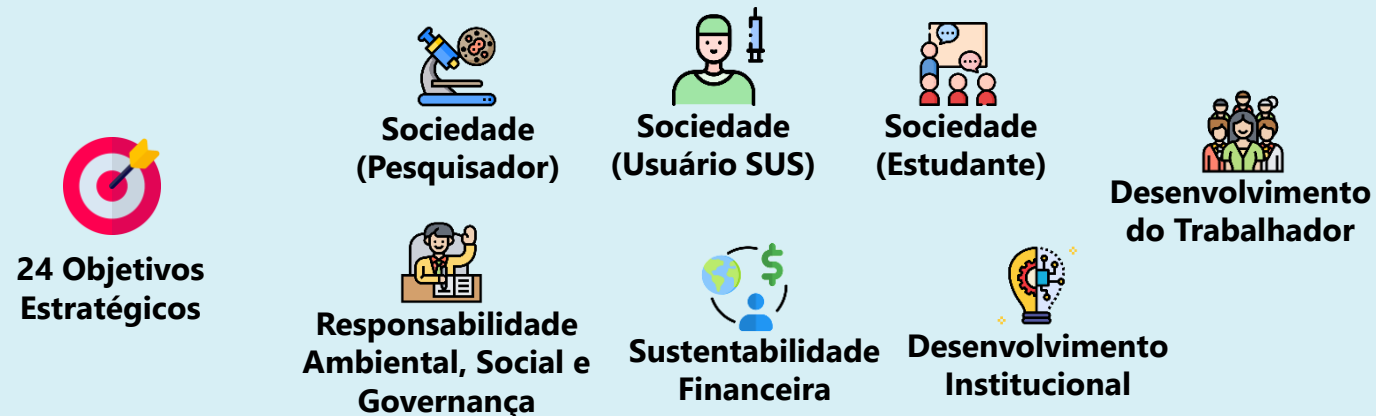 24 Objetivos
Estratégicos
Sociedade
(Pesquisador)
Sociedade
(Usuário SUS)
Sociedade
(Estudante)
Desenvolvimento
do Trabalhador
Responsabilidade
Ambiental, Social e
Governança
Sustentabilidade
Financeira
Desenvolvimento
Institucional